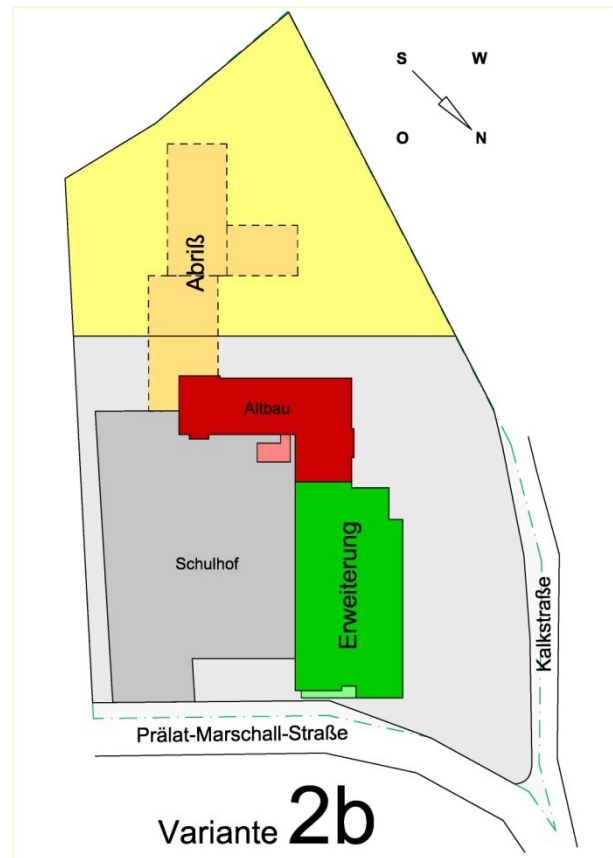 S W
O N
Abriß
Altbau
Schulhof
Erweiterung
Kalkstraße
Prälat-Marschall-Straße
Variante 2b